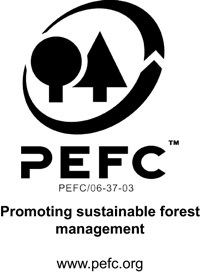 PEFC™
PEFC/06-37-03
Promoting sustainable forest
management
www.pefc.org